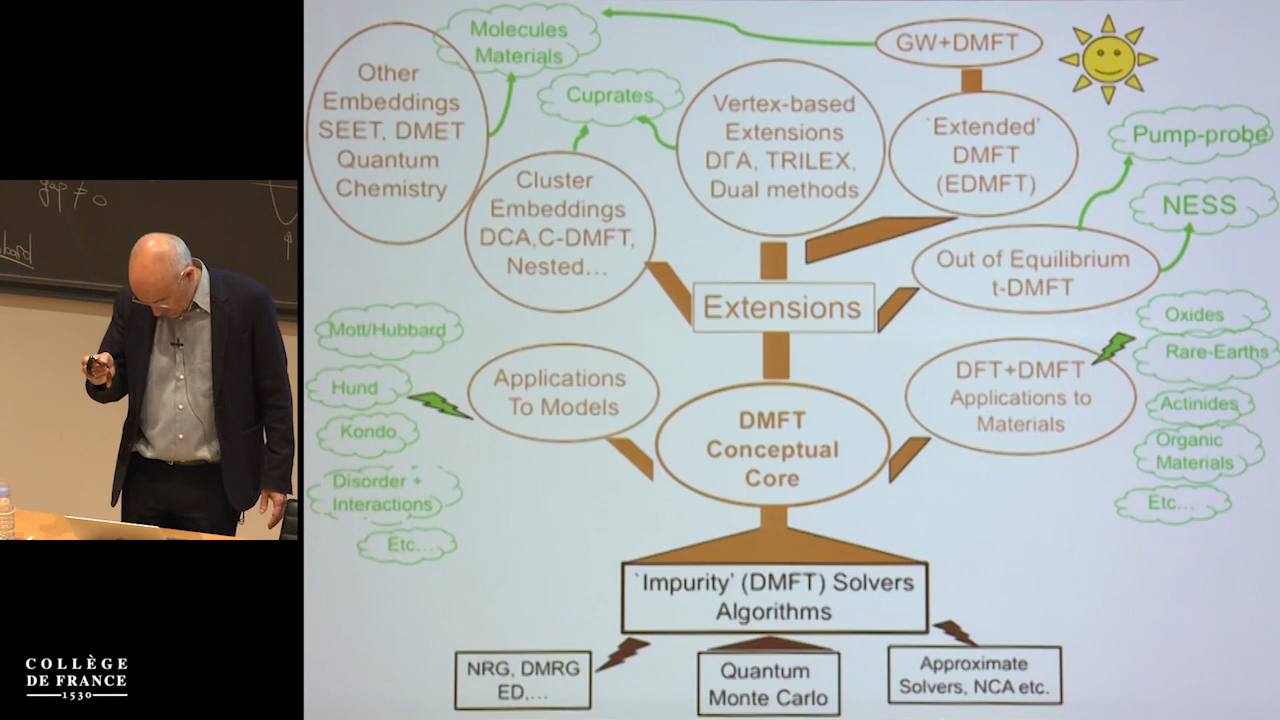 Molecules
Materials
GW+DMFT
Other
Embeddings
SEET, DMET
Quantum
Chemistry
Cuprates
Vertex-based
Extensions
DΓA, TRILEX,
Dual methods
`Extended'
DMFT
(EDMFT)
Pump-probe
NESS
Cluster
Embeddings
DCA,C-DMFT,
Nested...
Out of Equilibrium
t-DMFT
Extensions
Mott/Hubbard
Hund
Kondo
Disorder +
Interactions
Etc...
Applications
To Models
DMFT
Conceptual
Core
DFT+DMFT
Applications to
Materials
Oxides
Rare-Earths
Actinides
Organic
Materials
Etc...
`Impurity' (DMFT) Solvers
Algorithms
NRG, DMRG
ED,...
Quantum
Monte Carlo
Approximate
Solvers, NCA etc.
gap ≠ 0
COLLÈGE
DE FRANCE
1530